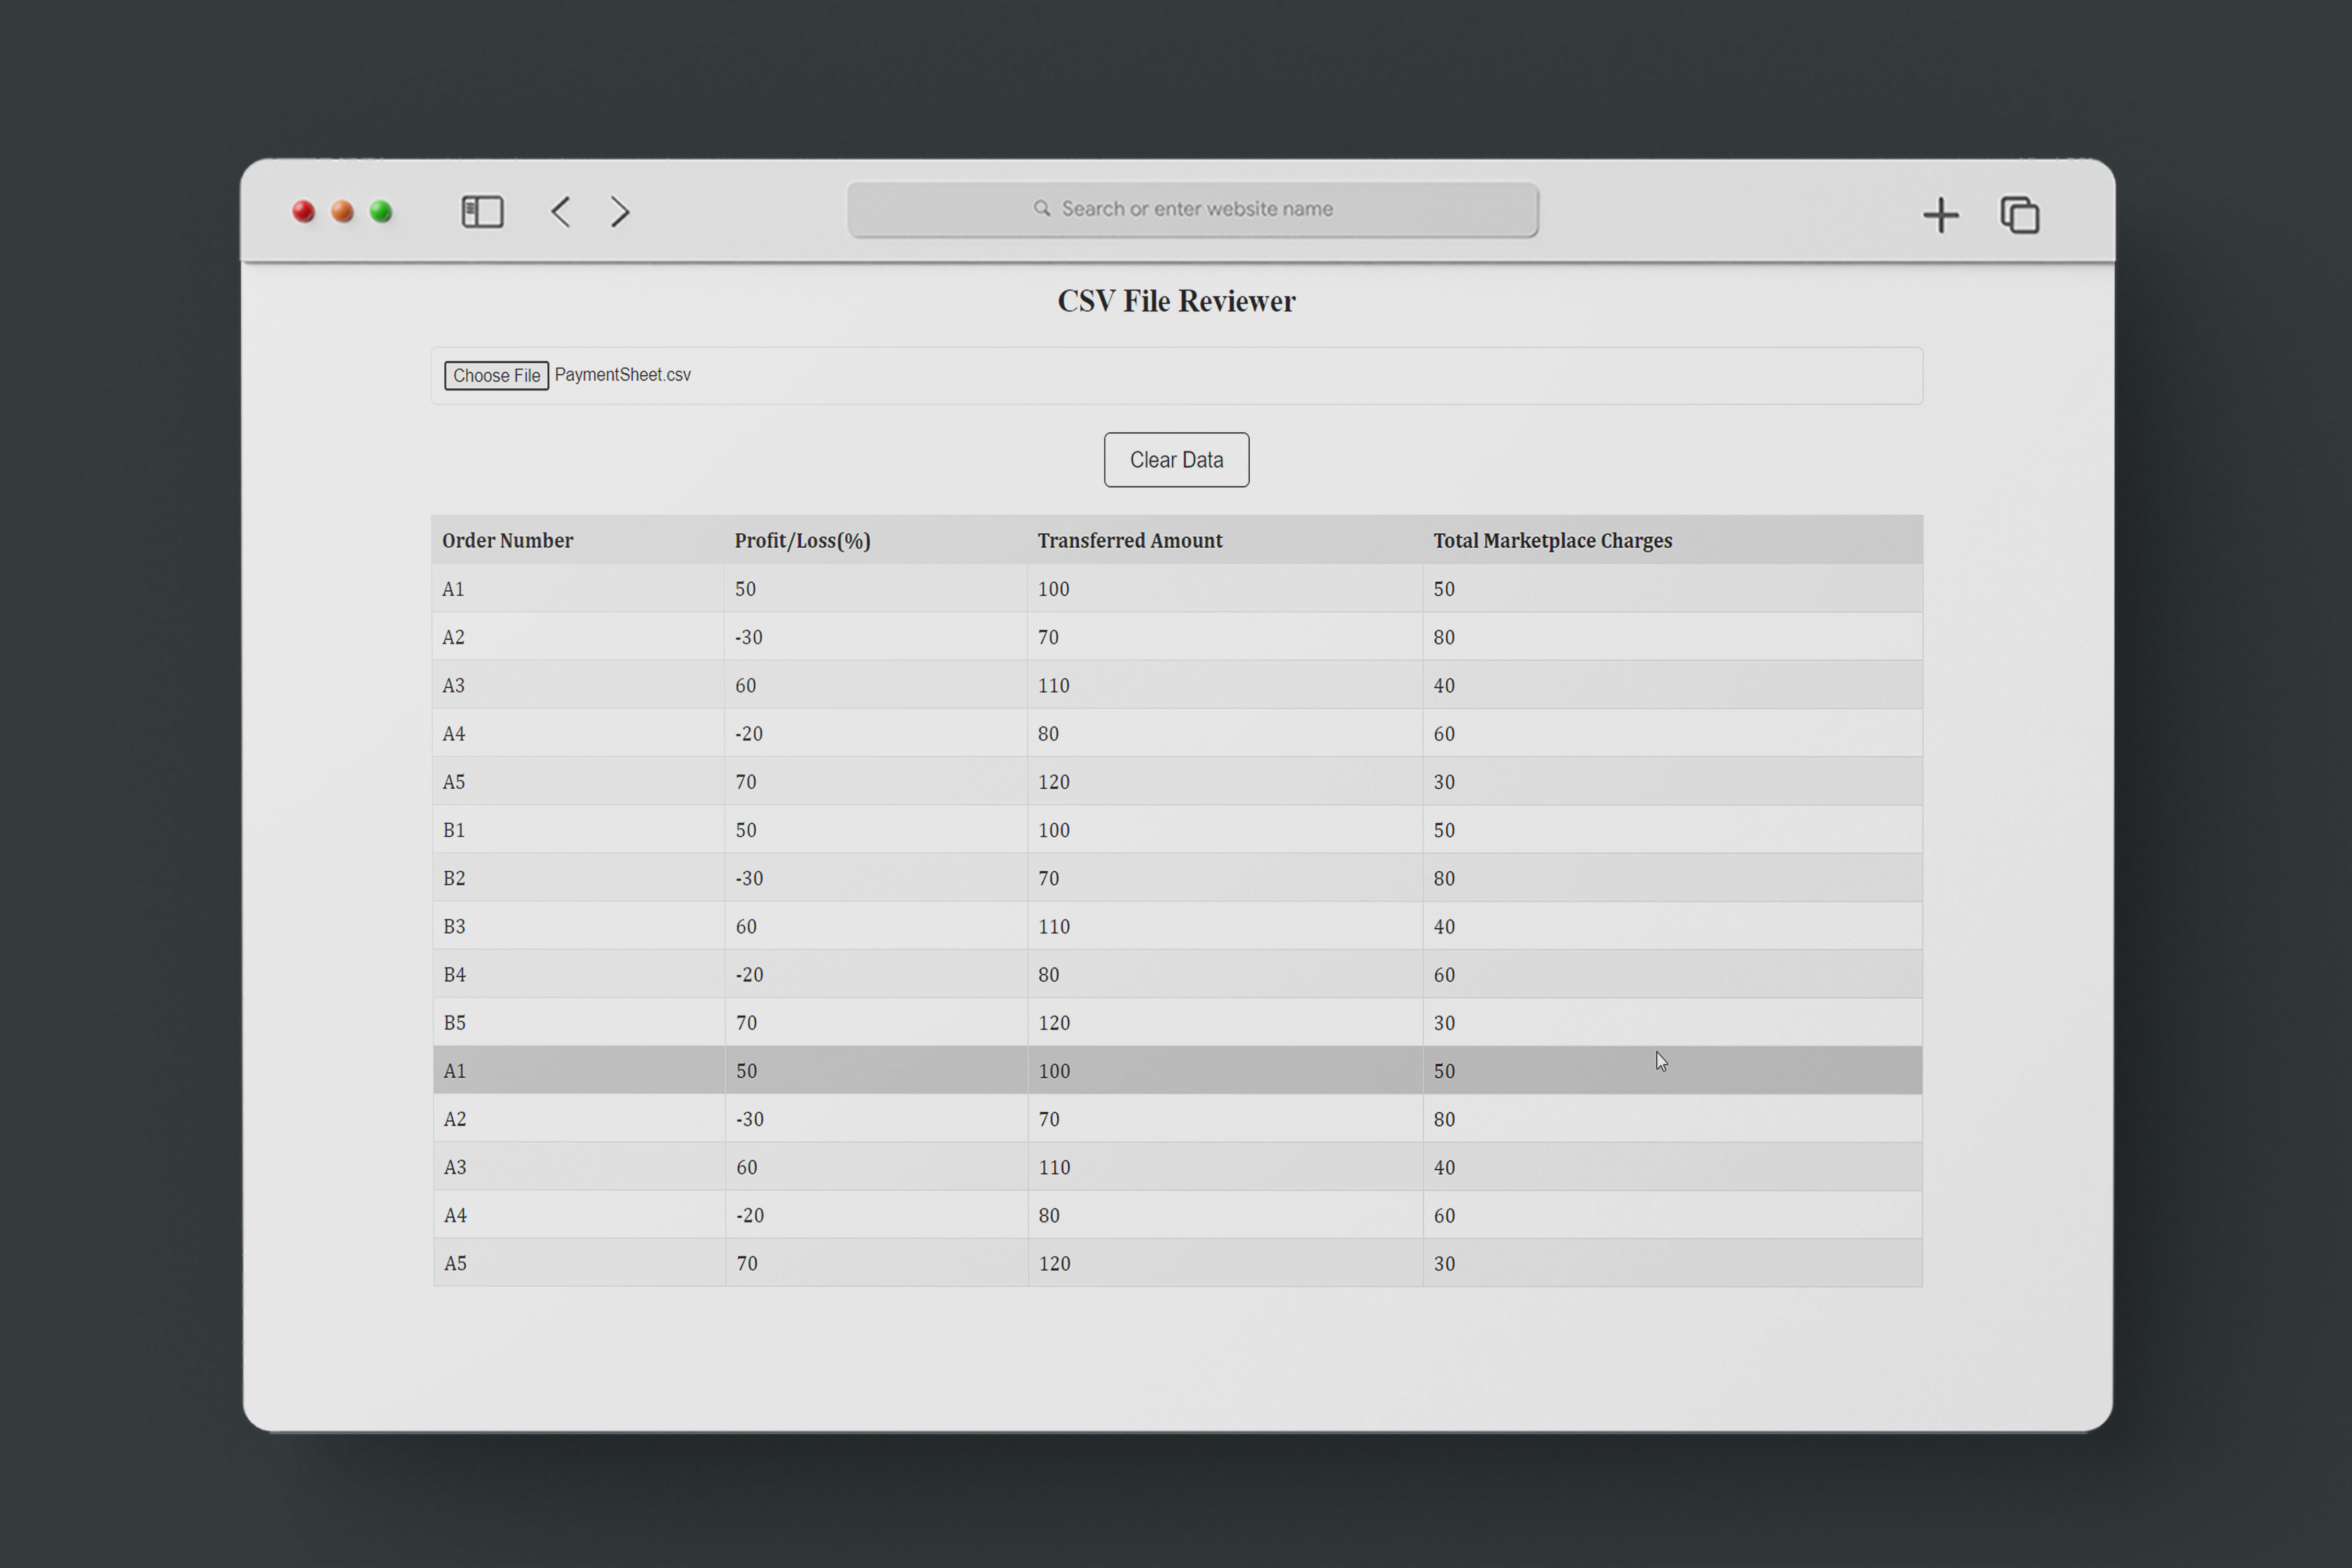 Search or enter website name
CSV File Reviewer
Choose File PaymentSheet.csv
Clear Data
Order Number Profit/Loss(%) Transferred Amount Total Marketplace Charges
A1 50 100 50
A2 -30 70 80
A3 60 110 40
A4 -20 80 60
A5 70 120 30
B1 50 100 50
B2 -30 70 80
B3 60 110 40
B4 -20 80 60
B5 70 120 30
A1 50 100 50
A2 -30 70 80
A3 60 110 40
A4 -20 80 60
A5 70 120 30